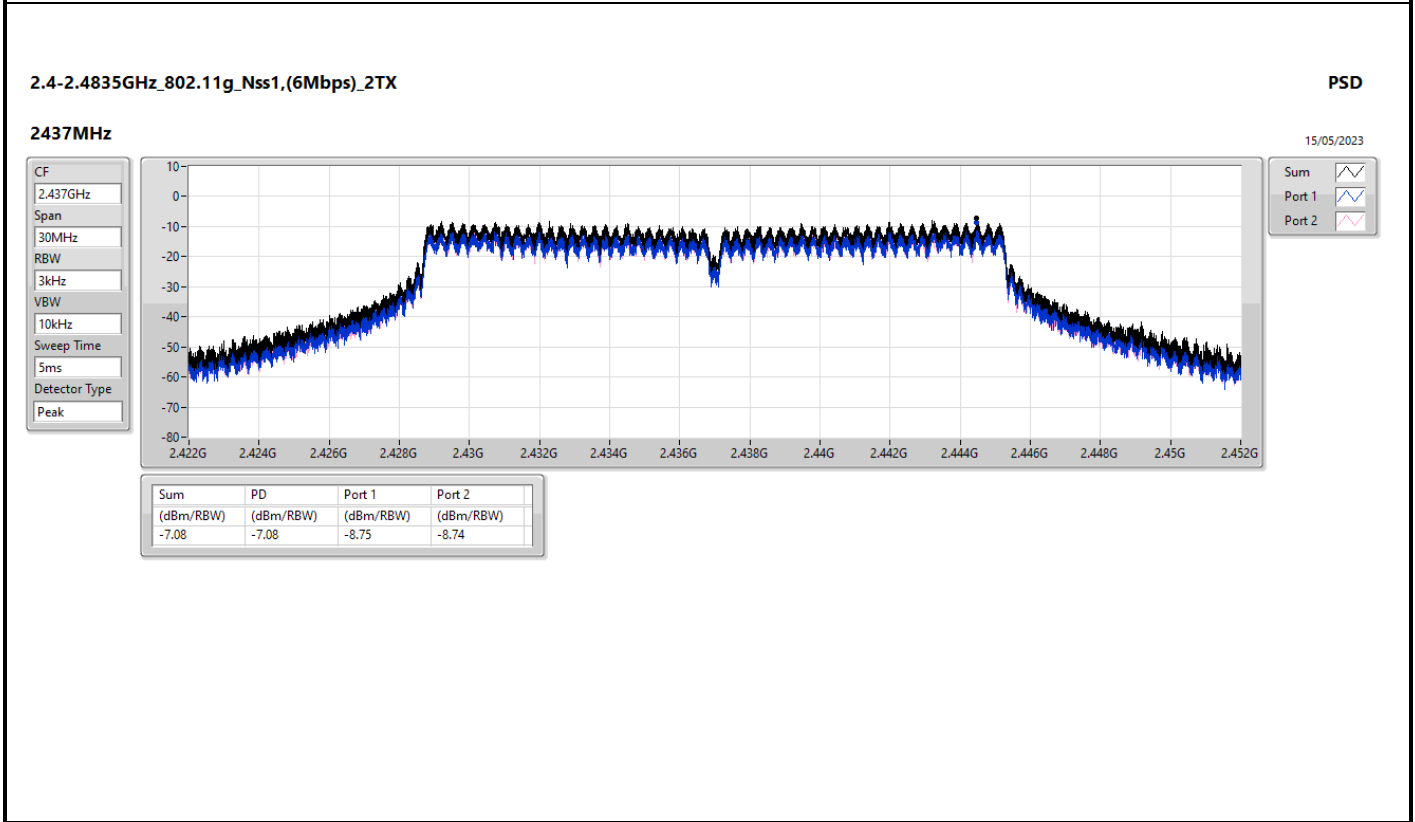 2.4-2.4835GHz_802.11g_Nss1,(6Mbps)_2TX
PSD
2437MHz
15/05/2023
CF
2.437GHz
Span
30MHz
RBW
3kHz
VBW
10kHz
Sweep Time
5ms
Detector Type
Peak
10
0
-10
-20
-30
-40
-50
-60
-70
-80
2.422G 2.424G 2.426G 2.428G 2.43G 2.432G 2.434G 2.436G 2.438G 2.44G 2.442G 2.444G 2.446G 2.448G 2.45G 2.452G
Sum
Port 1
Port 2
Sum PD Port 1 Port 2
(dBm/RBW) (dBm/RBW) (dBm/RBW) (dBm/RBW)
-7.08 -7.08 -8.75 -8.74